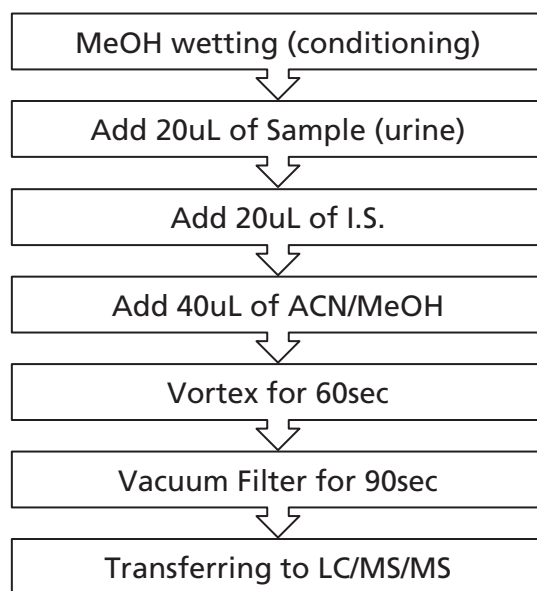 MeOH wetting (conditioning)
Add 20uL of Sample (urine)
Add 20uL of I.S.
Add 40uL of ACN/MeOH
Vortex for 60sec
Vacuum Filter for 90sec
Transferring to LC/MS/MS